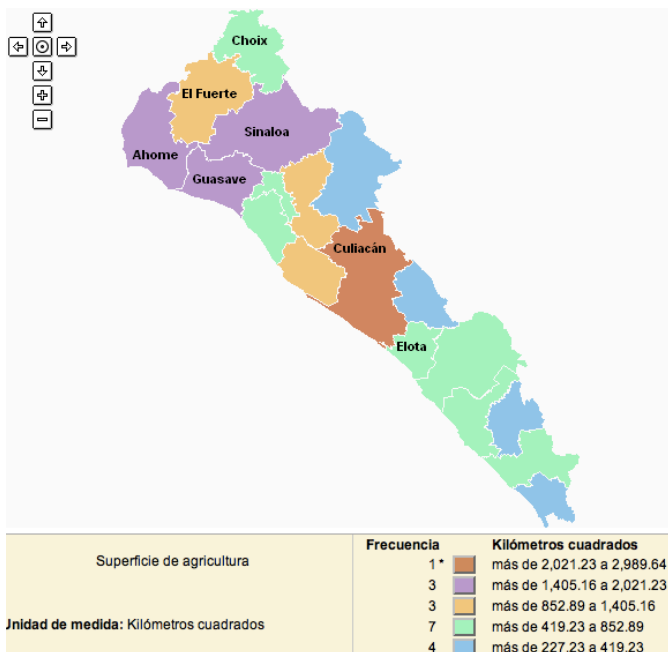 Choix
El Fuerte
Sinaloa
Ahome
Guasave
Culiacán
Elota
Superficie de agricultura
Unidad de medida: Kilómetros cuadrados
Frecuencia Kilómetros cuadrados
1* más de 2,021.23 a 2,989.64
3 más de 1,405.16 a 2,021.23
3 más de 852.89 a 1,405.16
7 más de 419.23 a 852.89
4 más de 227.23 a 419.23